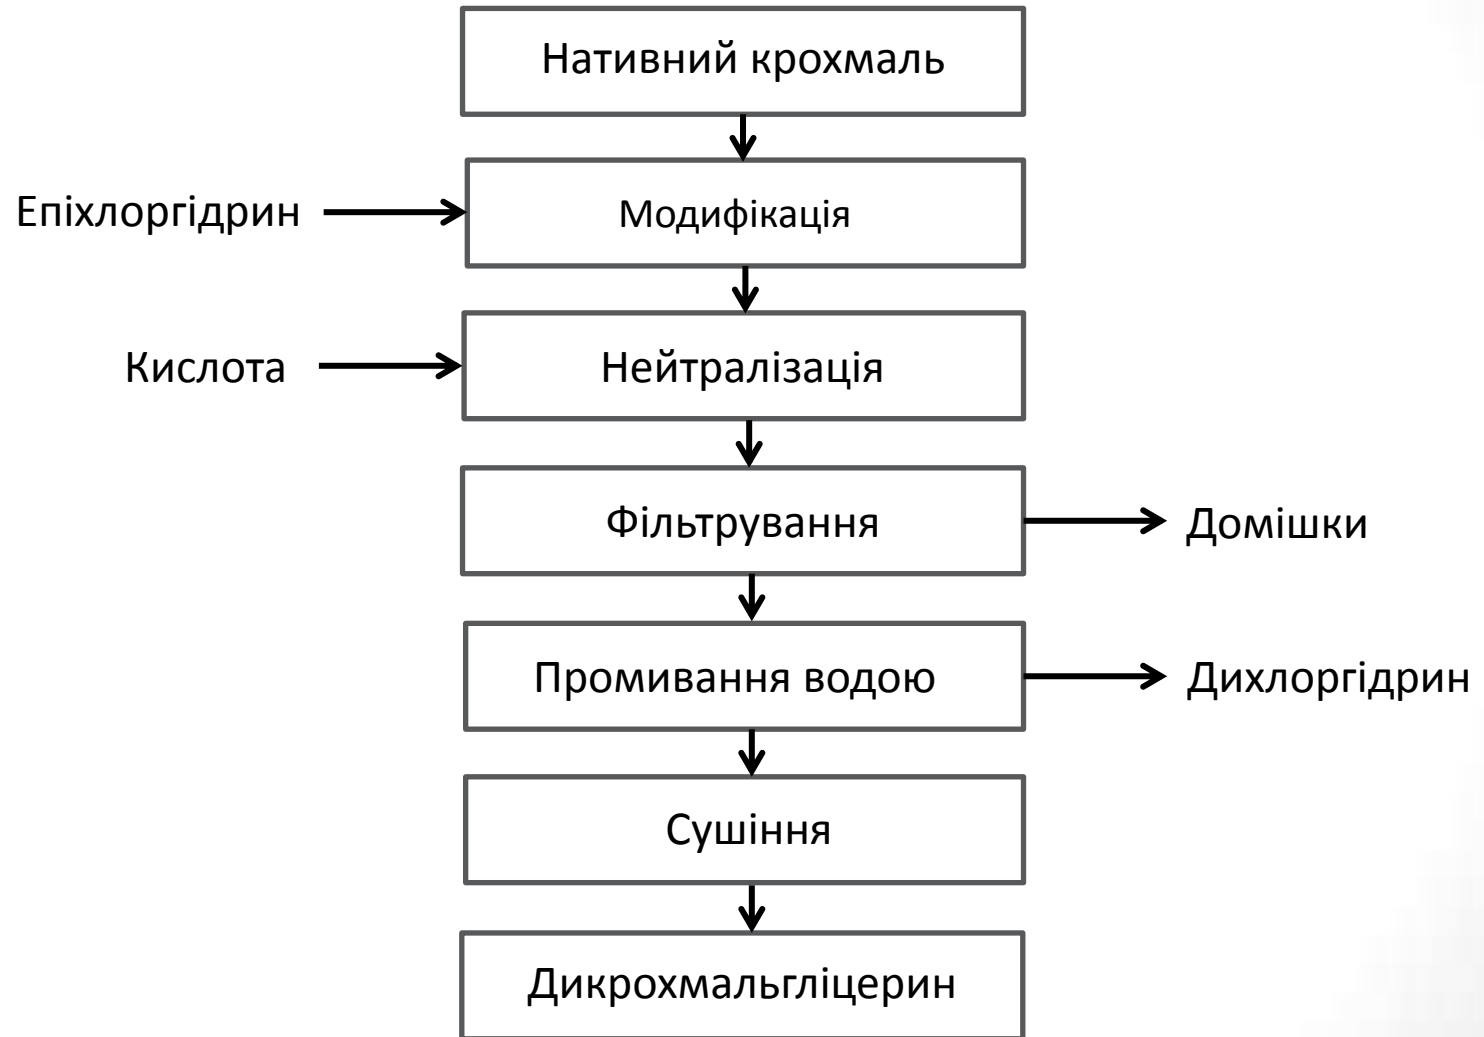 Нативний крохмаль
Епіхлоргідрин
Модифікація
Кислота
Нейтралізація
Фільтрування
Домішки
Промивання водою
Дихлоргідрин
Сушіння
Дикрохмальгліцерин